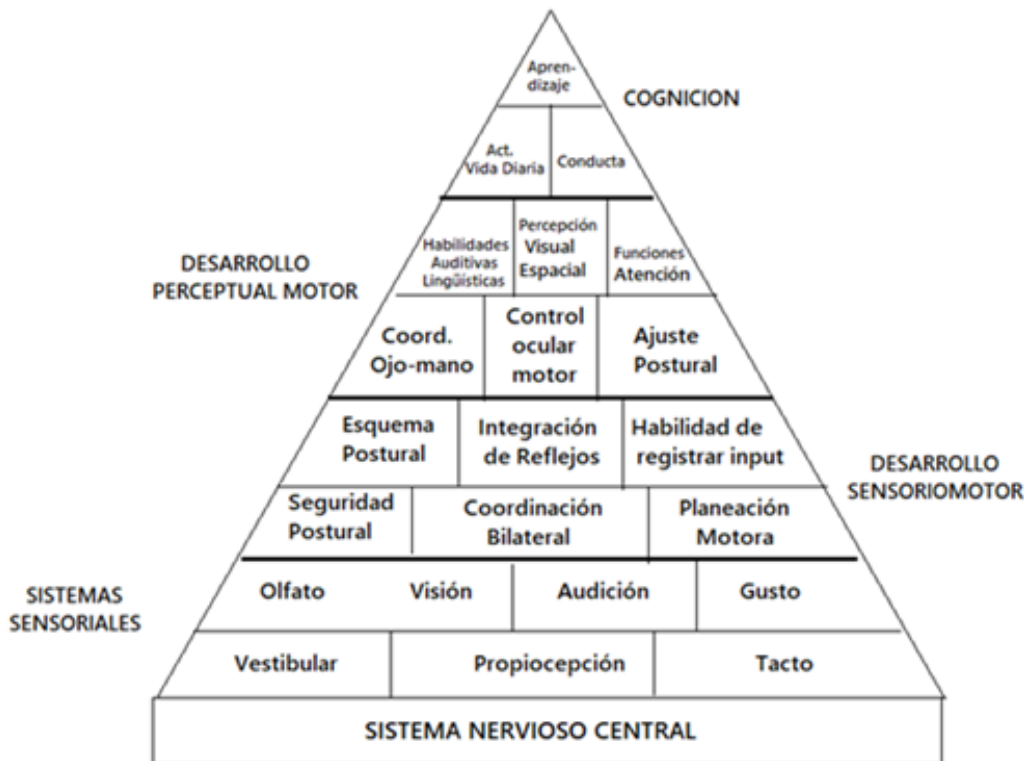 Apren-
dizaje
COGNICION
Act.
Vida Diaria
Conducta
DESARROLLO
PERCEPTUAL MOTOR
Habilidades
Auditivas
Lingüísticas
Percepción
Visual
Espacial
Funciones
Atención
Coord.
Ojo-mano
Control
ocular
motor
Ajuste
Postural
Esquema
Postural
Integración
de Reflejos
Habilidad de
registrar input
DESARROLLO
SENSORIOMOTOR
Seguridad
Postural
Coordinación
Bilateral
Planeación
Motora
SISTEMAS
SENSORIALES
Olfato
Visión
Audición
Gusto
Vestibular
Propiocepción
Tacto
SISTEMA NERVIOSO CENTRAL